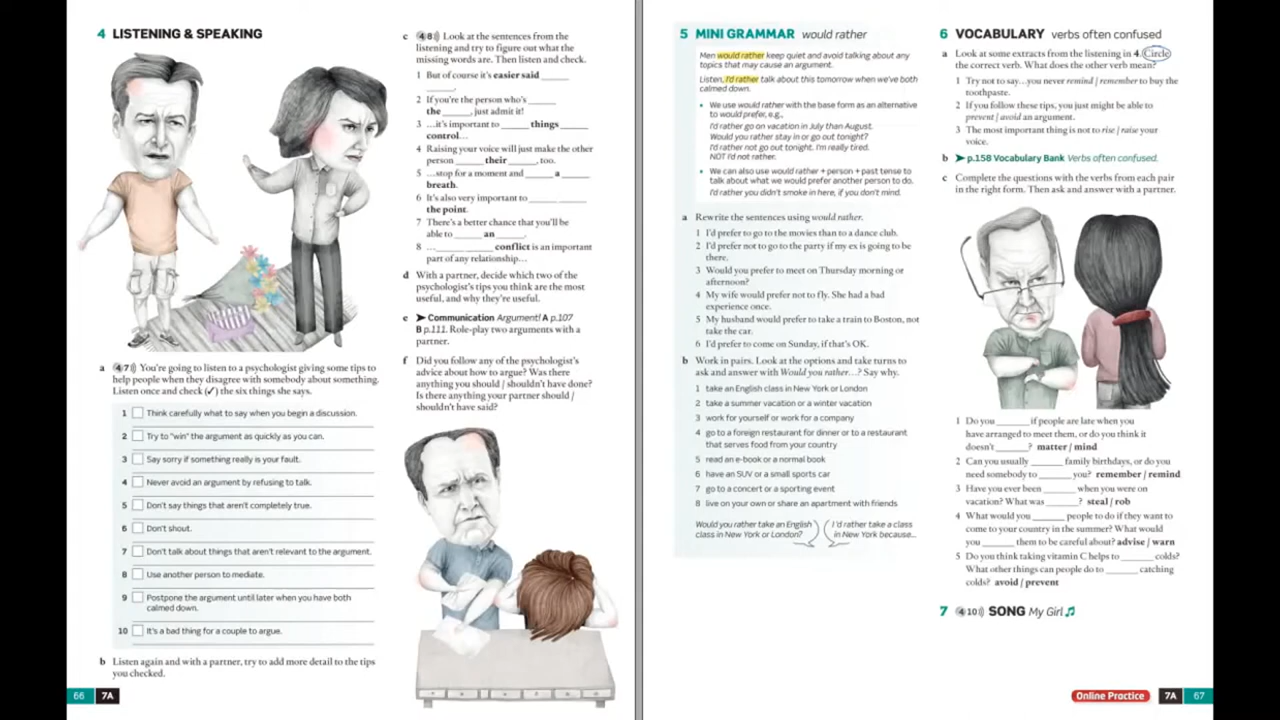 4 LISTENING & SPEAKING
a 4 7))) You're going to listen to a psychologist giving some tips to
help people when they disagree with somebody about something.
Listen once and check (✓) the six things she says.
1 Think carefully what to say when you begin a discussion.
2 Try to "win" the argument as quickly as you can.
3 Say sorry if something really is your fault.
4 Never avoid an argument by refusing to talk.
5 Don't say things that aren't completely true.
6 Don't shout.
7 Don't talk about things that aren't relevant to the argument.
8 Use another person to mediate.
9 Postpone the argument until later when you have both
calmed down.
10 It's a bad thing for a couple to argue.
b Listen again and with a partner, try to add more detail to the tips
you checked.
c 4 8))) Look at the sentences from the
listening and try to figure out what the
missing words are. Then listen and check.
1 But of course it's easier said ______
______.
2 If you're the person who's ______
the ______, just admit it!
3 ...it's important to ______ things ______
control...
4 Raising your voice will just make the other
person ______ their ______, too.
5 ...stop for a moment and ______ a ______
breath.
6 It's also very important to ______ ______
the point.
7 There's a better chance that you'll be
able to ______ an ______.
8 ...______ ______ conflict is an important
part of any relationship...
d With a partner, decide which two of the
psychologist's tips you think are the most
useful, and why they're useful.
e ➤ Communication Argument! A p.107
B p.111. Role-play two arguments with a
partner.
f Did you follow any of the psychologist's
advice about how to argue? Was there
anything you should / shouldn't have done?
Is there anything your partner should /
shouldn't have said?
66 7A
5 MINI GRAMMAR would rather
Men would rather keep quiet and avoid talking about any
topics that may cause an argument.
Listen, I'd rather talk about this tomorrow when we've both
calmed down.
• We use would rather with the base form as an alternative
to would prefer, e.g.,
I'd rather go on vacation in July than August.
Would you rather stay in or go out tonight?
I'd rather not go out tonight. I'm really tired.
NOT I'd not rather.
• We can also use would rather + person + past tense to
talk about what we would prefer another person to do.
I'd rather you didn't smoke in here, if you don't mind.
a Rewrite the sentences using would rather.
1 I'd prefer to go to the movies than to a dance club.
2 I'd prefer not to go to the party if my ex is going to be
there.
3 Would you prefer to meet on Thursday morning or
afternoon?
4 My wife would prefer not to fly. She had a bad
experience once.
5 My husband would prefer to take a train to Boston, not
take the car.
6 I'd prefer to come on Sunday, if that's OK.
b Work in pairs. Look at the options and take turns to
ask and answer with Would you rather...? Say why.
1 take an English class in New York or London
2 take a summer vacation or a winter vacation
3 work for yourself or work for a company
4 go to a foreign restaurant for dinner or to a restaurant
that serves food from your country
5 read an e-book or a normal book
6 have an SUV or a small sports car
7 go to a concert or a sporting event
8 live on your own or share an apartment with friends
Would you rather take an English
class in New York or London?
I'd rather take a class
in New York because...
6 VOCABULARY verbs often confused
a Look at some extracts from the listening in 4. Circle
the correct verb. What does the other verb mean?
1 Try not to say...you never remind / remember to buy the
toothpaste.
2 If you follow these tips, you just might be able to
prevent / avoid an argument.
3 The most important thing is not to rise / raise your
voice.
b ➤ p.158 Vocabulary Bank Verbs often confused.
c Complete the questions with the verbs from each pair
in the right form. Then ask and answer with a partner.
1 Do you ______ if people are late when you
have arranged to meet them, or do you think it
doesn't ______? matter / mind
2 Can you usually ______ family birthdays, or do you
need somebody to ______ you? remember / remind
3 Have you ever been ______ when you were on
vacation? What was ______? steal / rob
4 What would you ______ people to do if they want to
come to your country in the summer? What would
you ______ them to be careful about? advise / warn
5 Do you think taking vitamin C helps to ______ colds?
What other things can people do to ______ catching
colds? avoid / prevent
7 4 10))) SONG My Girl ♫
Online Practice 7A 67